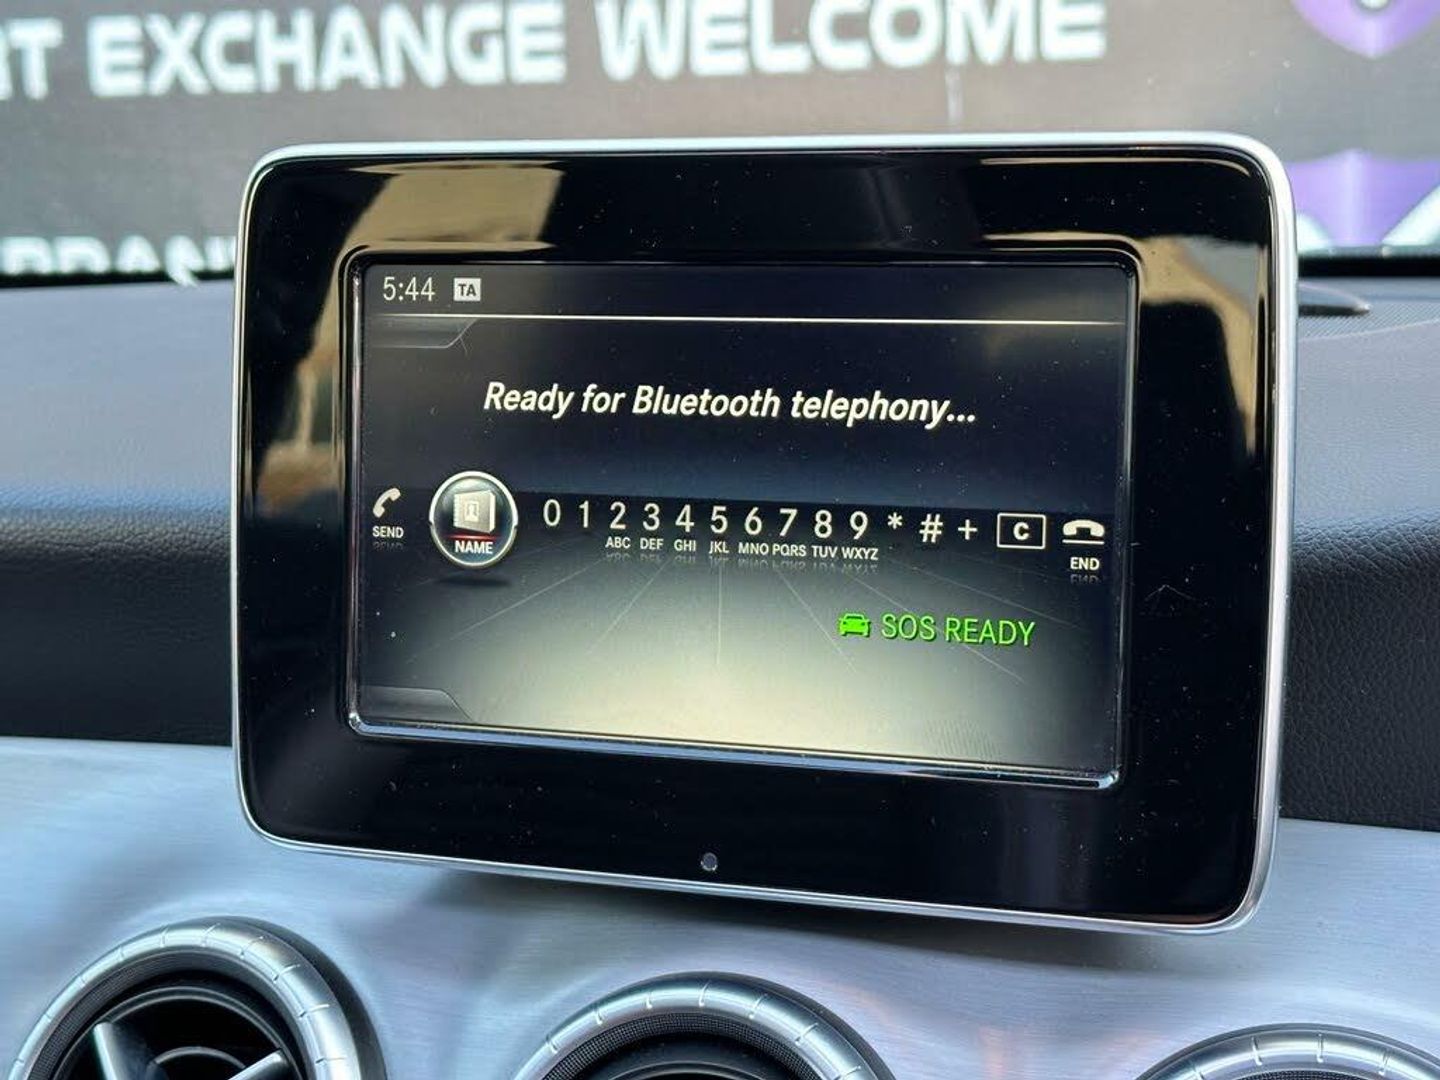 EXCHANGE WELCOME
5:44 TA
Ready for Bluetooth telephony...
SEND NAME 0 1 2 3 4 5 6 7 8 9 * # + C END
ABC DEF GHI JKL MNO PQRS TUV WXYZ
SOS READY